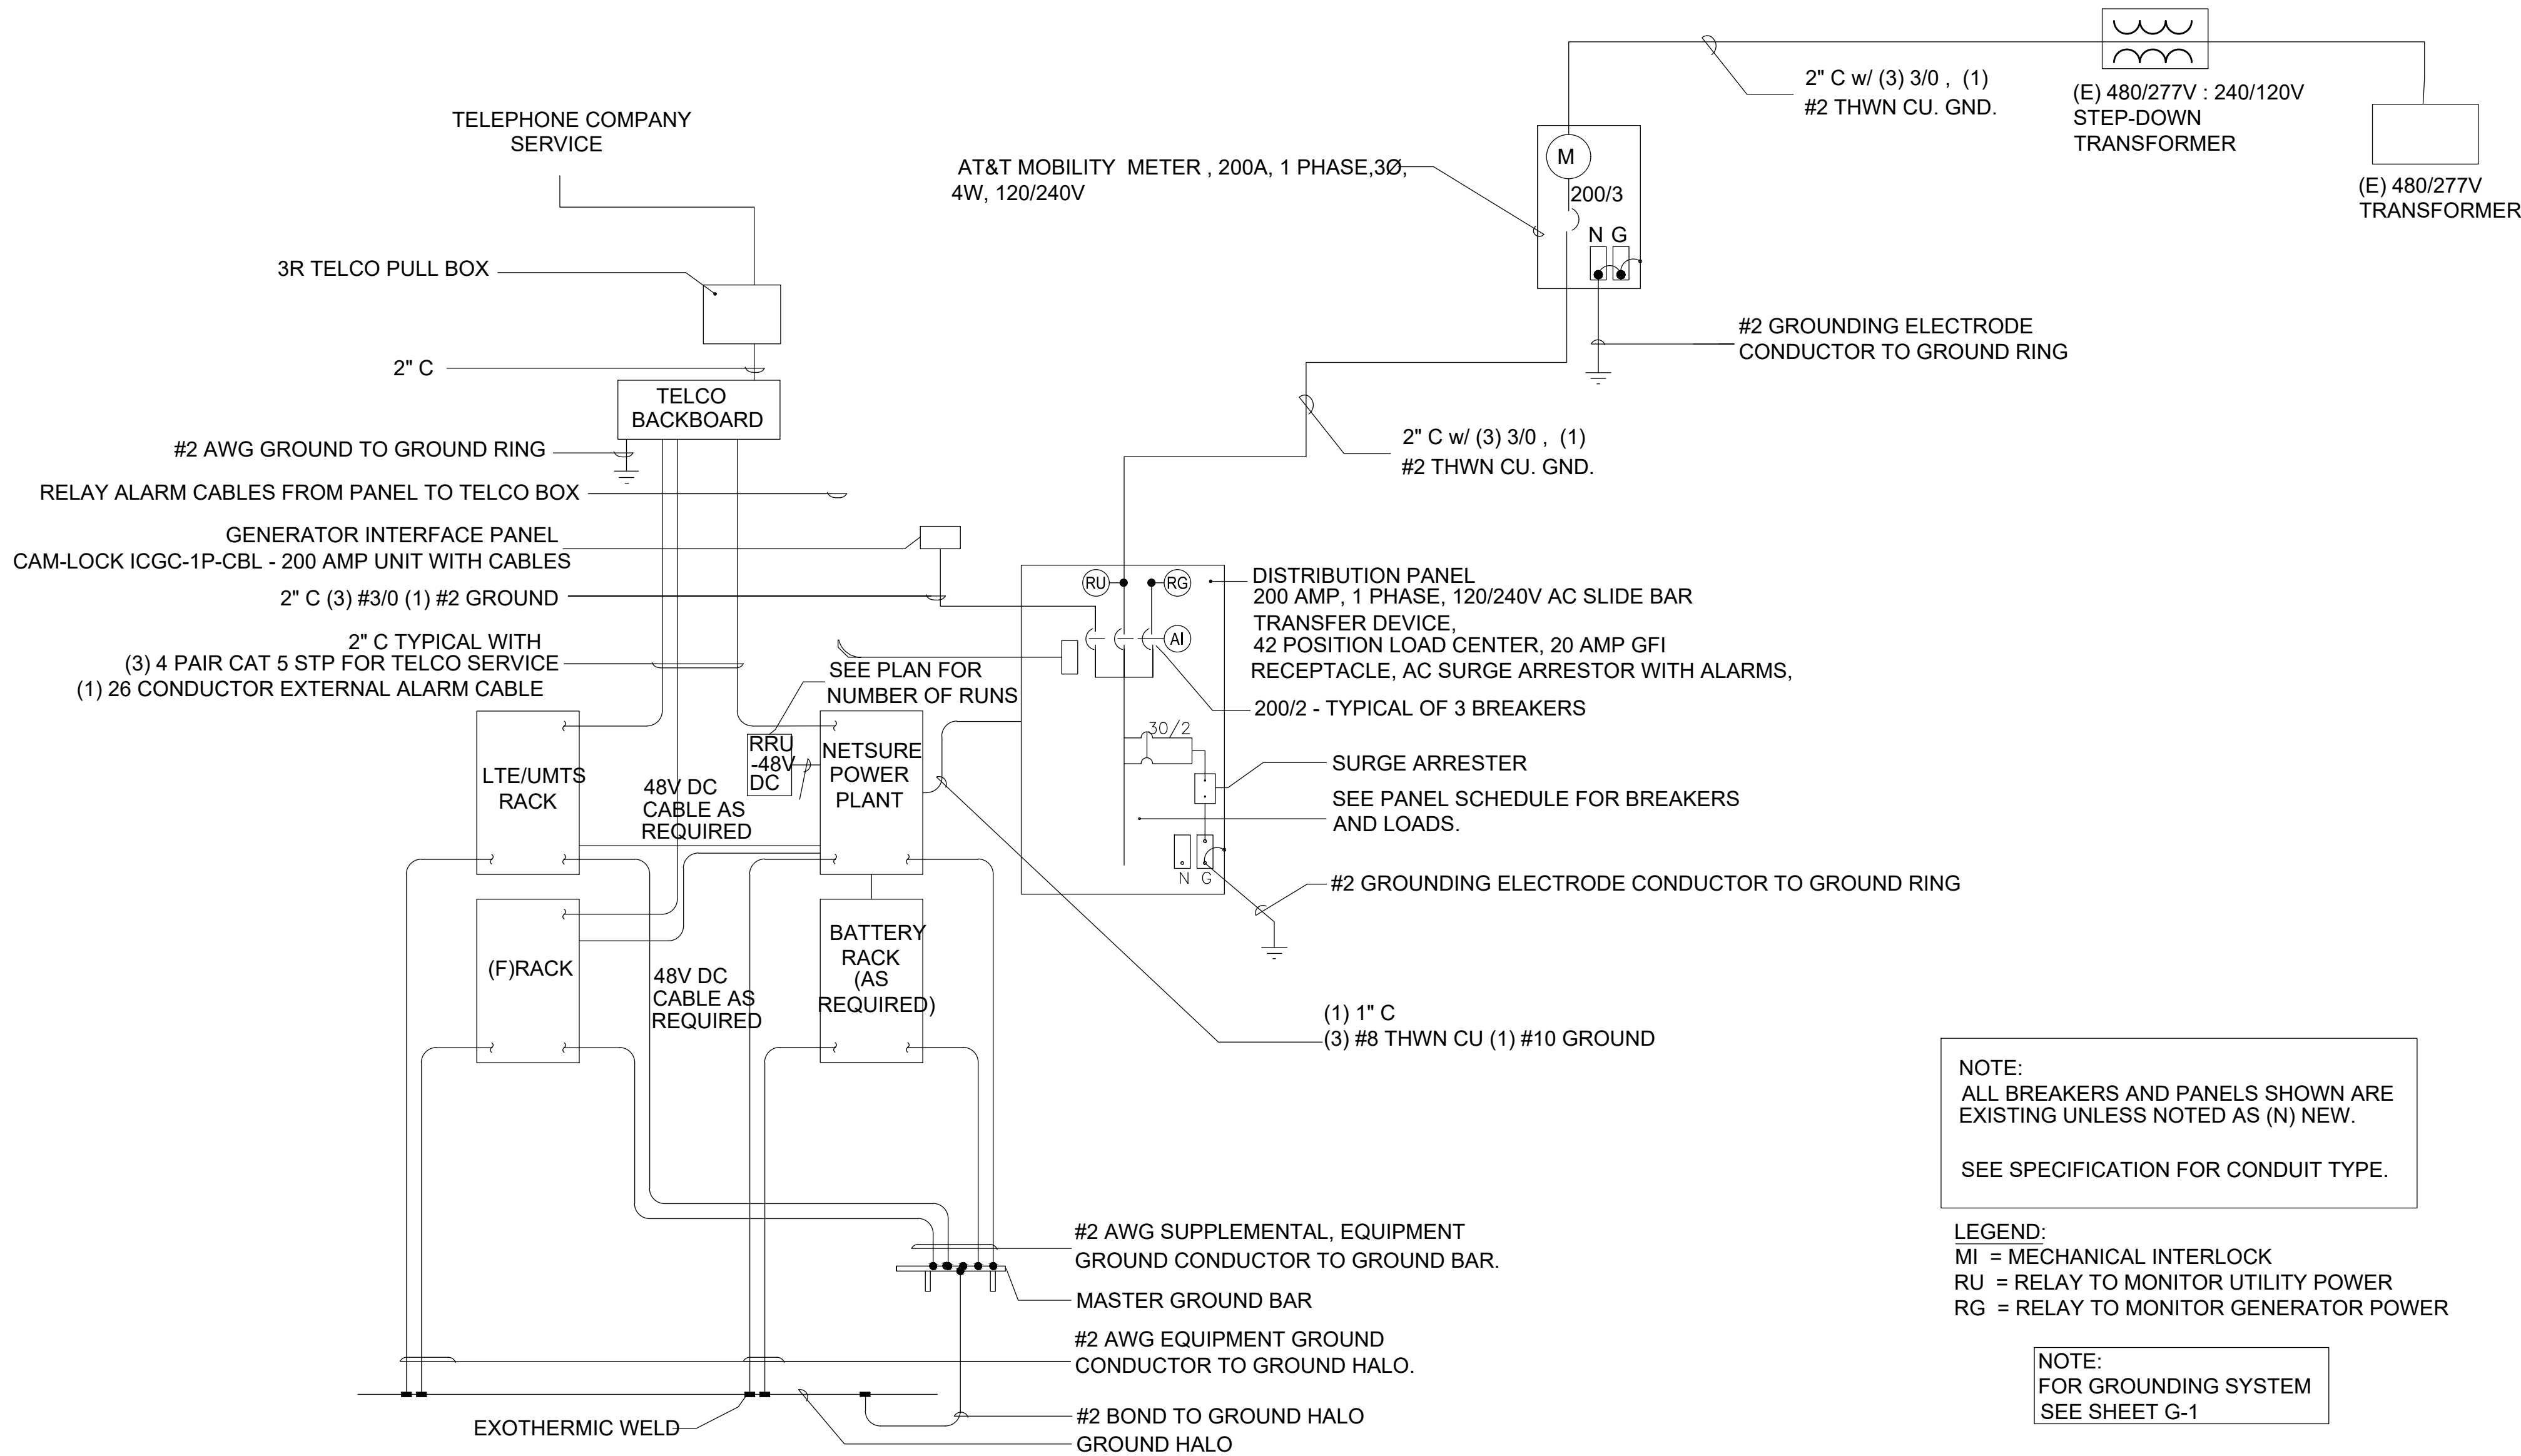 TELEPHONE COMPANY
SERVICE
3R TELCO PULL BOX
2" C
TELCO
BACKBOARD
#2 AWG GROUND TO GROUND RING
RELAY ALARM CABLES FROM PANEL TO TELCO BOX
GENERATOR INTERFACE PANEL
CAM-LOCK ICGC-1P-CBL - 200 AMP UNIT WITH CABLES
2" C (3) #3/0 (1) #2 GROUND
2" C TYPICAL WITH
(3) 4 PAIR CAT 5 STP FOR TELCO SERVICE
(1) 26 CONDUCTOR EXTERNAL ALARM CABLE
SEE PLAN FOR
NUMBER OF RUNS
LTE/UMTS
RACK
48V DC
CABLE AS
REQUIRED
RRU
-48V
DC
NETSURE
POWER
PLANT
(F)RACK
48V DC
CABLE AS
REQUIRED
BATTERY
RACK
(AS
REQUIRED)
2" C w/ (3) 3/0 , (1)
#2 THWN CU. GND.
(E) 480/277V : 240/120V
STEP-DOWN
TRANSFORMER
(E) 480/277V
TRANSFORMER
AT&T MOBILITY METER , 200A, 1 PHASE,3Ø,
4W, 120/240V
M
200/3
N G
#2 GROUNDING ELECTRODE
CONDUCTOR TO GROUND RING
2" C w/ (3) 3/0 , (1)
#2 THWN CU. GND.
RU
RG
AI
DISTRIBUTION PANEL
200 AMP, 1 PHASE, 120/240V AC SLIDE BAR
TRANSFER DEVICE,
42 POSITION LOAD CENTER, 20 AMP GFI
RECEPTACLE, AC SURGE ARRESTOR WITH ALARMS,
200/2 - TYPICAL OF 3 BREAKERS
30/2
SURGE ARRESTER
SEE PANEL SCHEDULE FOR BREAKERS
AND LOADS.
N G
#2 GROUNDING ELECTRODE CONDUCTOR TO GROUND RING
(1) 1" C
(3) #8 THWN CU (1) #10 GROUND
#2 AWG SUPPLEMENTAL, EQUIPMENT
GROUND CONDUCTOR TO GROUND BAR.
MASTER GROUND BAR
#2 AWG EQUIPMENT GROUND
CONDUCTOR TO GROUND HALO.
EXOTHERMIC WELD
#2 BOND TO GROUND HALO
GROUND HALO
NOTE:
ALL BREAKERS AND PANELS SHOWN ARE
EXISTING UNLESS NOTED AS (N) NEW.
SEE SPECIFICATION FOR CONDUIT TYPE.
LEGEND:
MI = MECHANICAL INTERLOCK
RU = RELAY TO MONITOR UTILITY POWER
RG = RELAY TO MONITOR GENERATOR POWER
NOTE:
FOR GROUNDING SYSTEM
SEE SHEET G-1